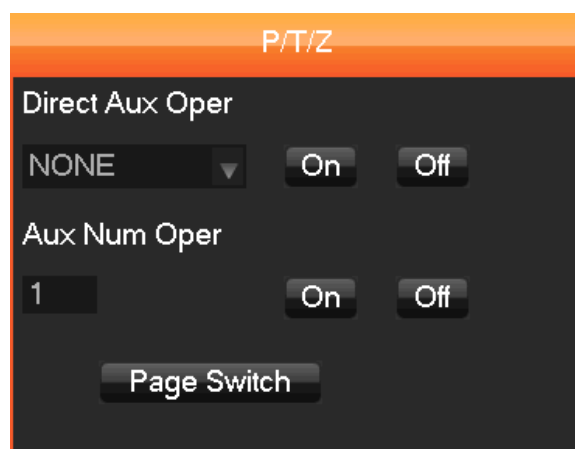 P/T/Z
Direct Aux Oper
NONE On Off
Aux Num Oper
1 On Off
Page Switch